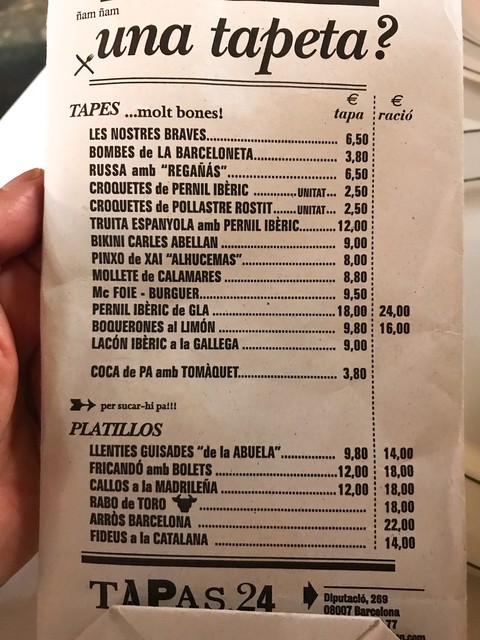 ñam ñam
una tapeta?
€ €
TAPES ...molt bones! tapa ració
LES NOSTRES BRAVES 6,50
BOMBES de LA BARCELONETA 3,80
RUSSA amb "REGAÑÁS" 6,50
CROQUETES de PERNIL IBÈRIC UNITAT 2,50
CROQUETES de POLLASTRE ROSTIT UNITAT 2,50
TRUITA ESPANYOLA amb PERNIL IBÈRIC 12,00
BIKINI CARLES ABELLAN 9,00
PINXO de XAI "ALHUCEMAS" 8,00
MOLLETE de CALAMARES 8,80
Mc FOIE - BURGUER 9,50
PERNIL IBÈRIC de GLA 18,00 24,00
BOQUERONES al LIMÓN 9,80 16,00
LACÓN IBÈRIC a la GALLEGA 9,00
COCA de PA amb TOMÀQUET 3,80
per sucar-hi pa!!!
PLATILLOS
LLENTIES GUISADES "de la ABUELA" 9,80 14,00
FRICANDÓ amb BOLETS 12,00 18,00
CALLOS a la MADRILEÑA 12,00 18,00
RABO de TORO 18,00
ARRÒS BARCELONA 22,00
FIDEUS a la CATALANA 14,00
TAPAS, 24 Diputació, 269
08007 Barcelona
77